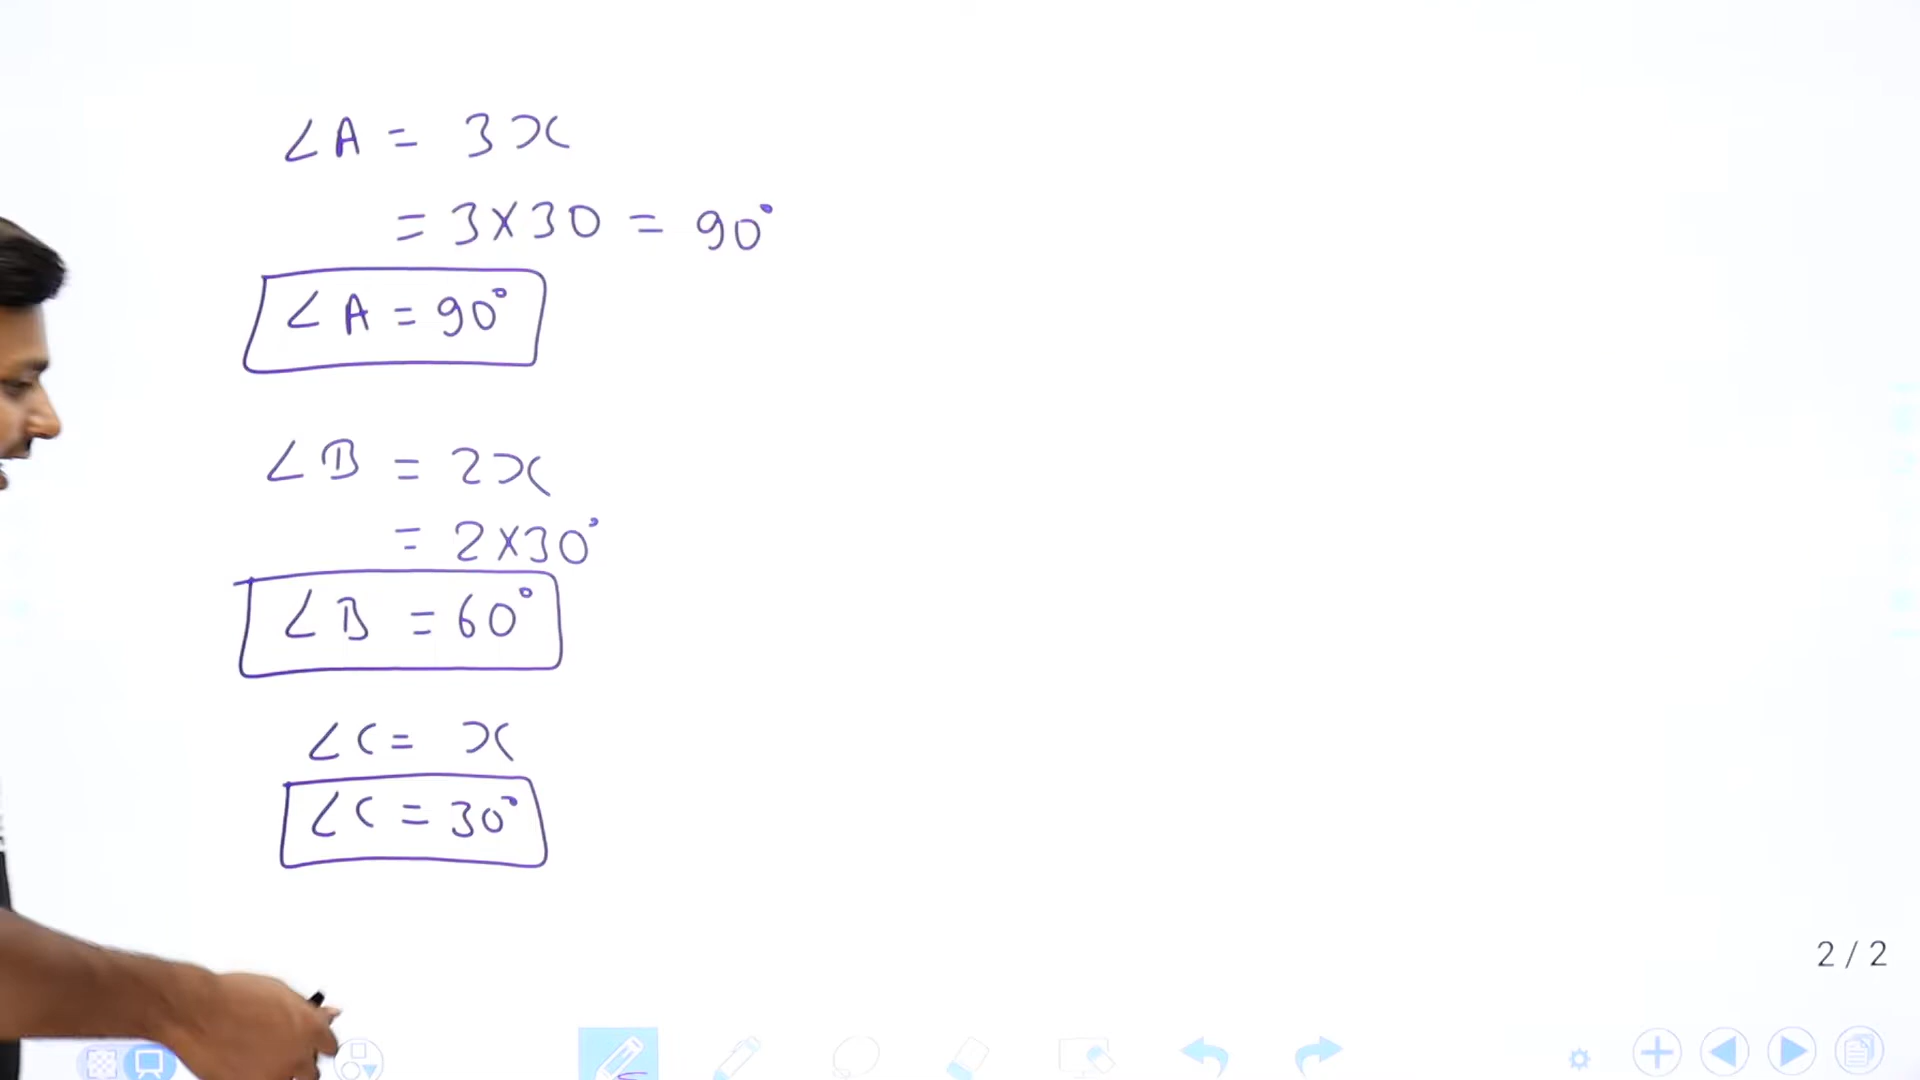 ∠A = 3x
= 3×30 = 90°
∠A = 90°
∠B = 2x
= 2×30°
∠B = 60°
∠C = x
∠C = 30°
2 / 2